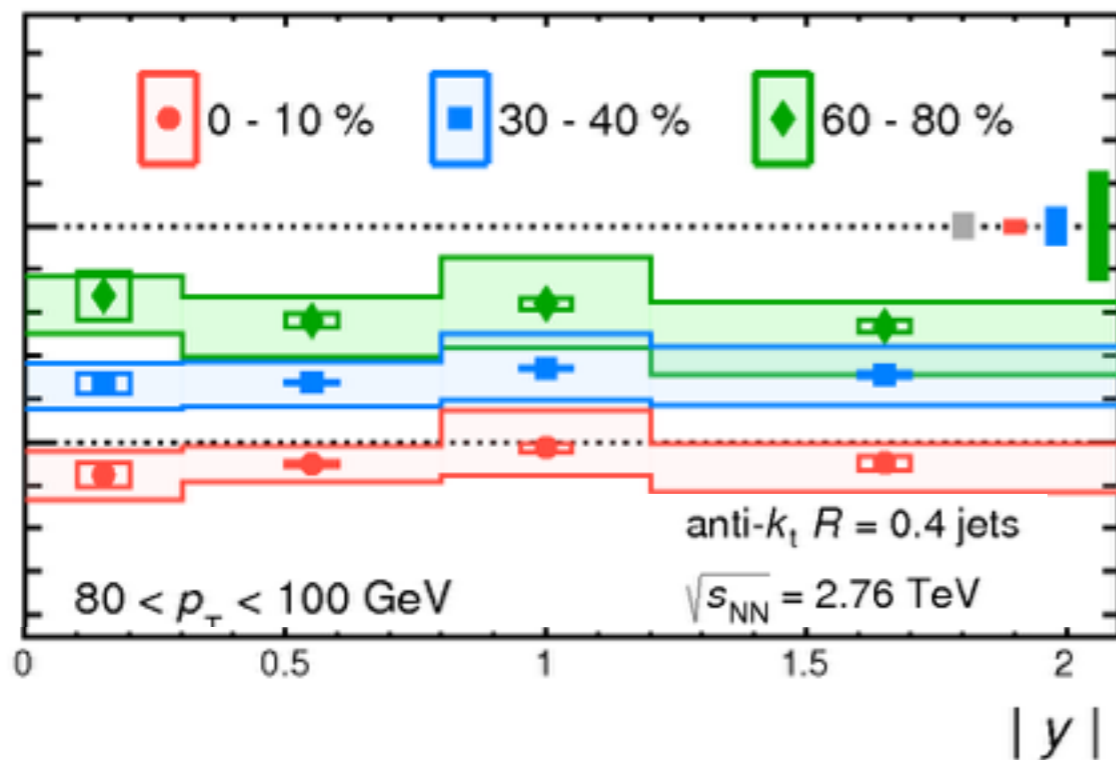 0 - 10 % 30 - 40 % 60 - 80 %
anti-kt R = 0.4 jets
80 < pT < 100 GeV √sNN = 2.76 TeV
0 0.5 1 1.5 2
| y |